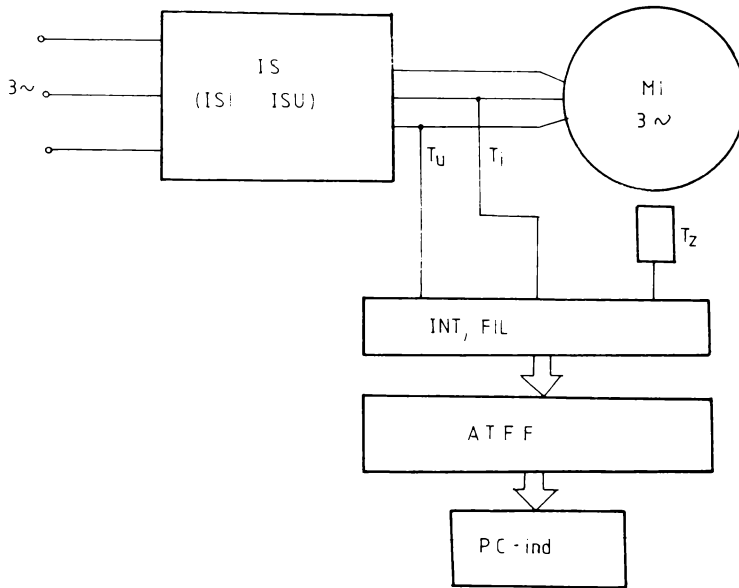 IS
(ISI ISU)
3~
Mi
3~
Tu
Ti
Tz
INT, FIL
ATFF
PC-ind